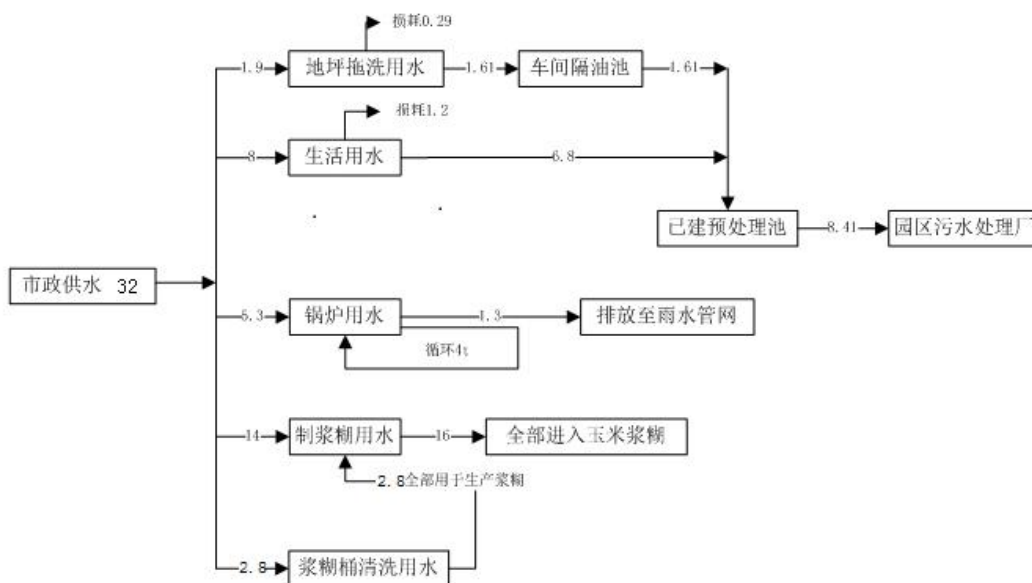 损耗0.29
1.9
地坪拖洗用水
1.61
车间隔油池
1.61
损耗1.2
8
生活用水
6.8
已建预处理池
8.41
园区污水处理厂
市政供水 32
5.3
锅炉用水
1.3
排放至雨水管网
循环4t
14
制浆糊用水
16
全部进入玉米浆糊
2.8全部用于生产浆糊
2.8
浆糊桶清洗用水